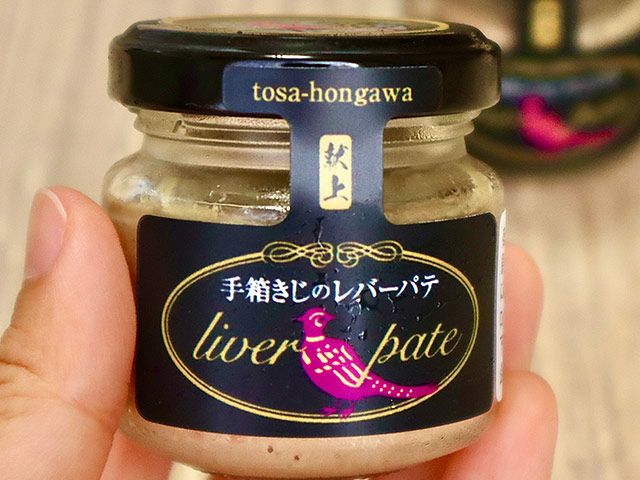 tosa-hongawa
献上
手箱きじのレバーパテ
liver pate